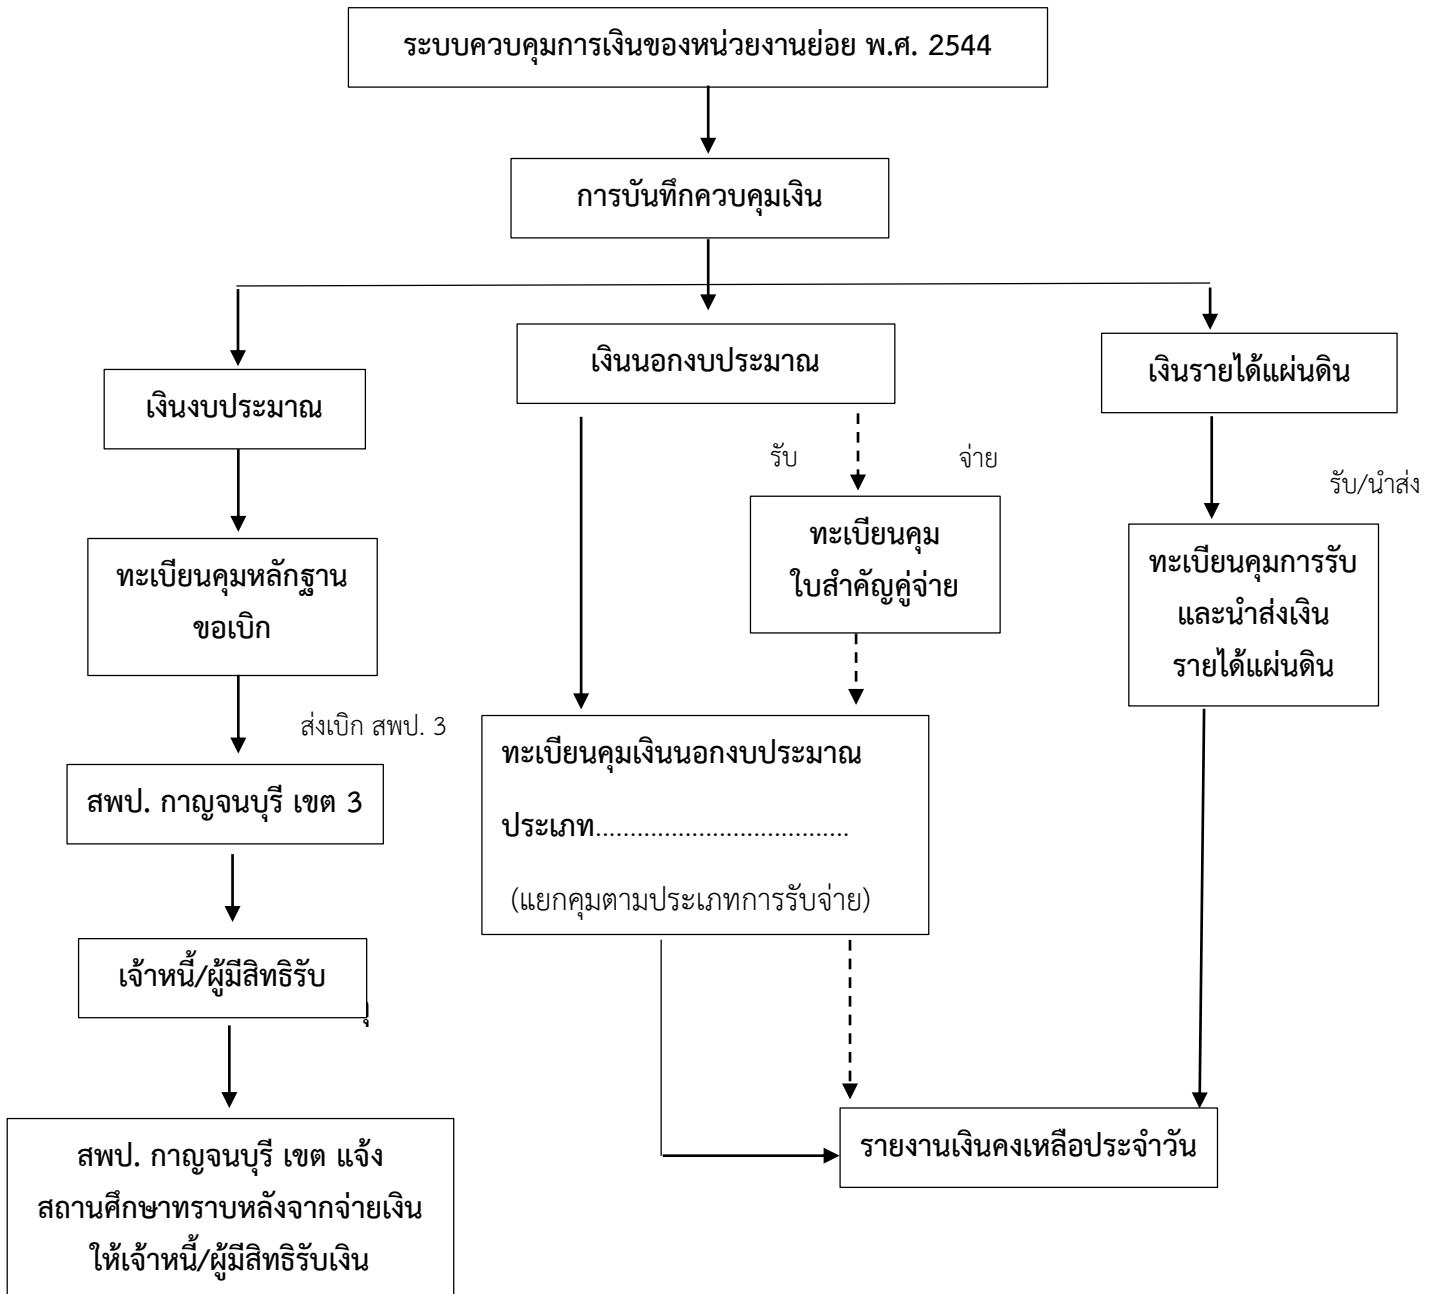 ระบบควบคุมการเงินของหน่วยงานย่อย พ.ศ. 2544
การบันทึกควบคุมเงิน
เงินงบประมาณ
เงินนอกงบประมาณ
เงินรายได้แผ่นดิน
รับ
จ่าย
รับ/นำส่ง
ทะเบียนคุมหลักฐาน
ขอเบิก
ทะเบียนคุม
ใบสำคัญคู่จ่าย
ทะเบียนคุมการรับ
และนำส่งเงิน
รายได้แผ่นดิน
ส่งเบิก สพป. 3
สพป. กาญจนบุรี เขต 3
ทะเบียนคุมเงินนอกงบประมาณ
ประเภท.....................................
(แยกคุมตามประเภทการรับจ่าย)
เจ้าหนี้/ผู้มีสิทธิรับ
สพป. กาญจนบุรี เขต แจ้ง
สถานศึกษาทราบหลังจากจ่ายเงิน
ให้เจ้าหนี้/ผู้มีสิทธิรับเงิน
รายงานเงินคงเหลือประจำวัน